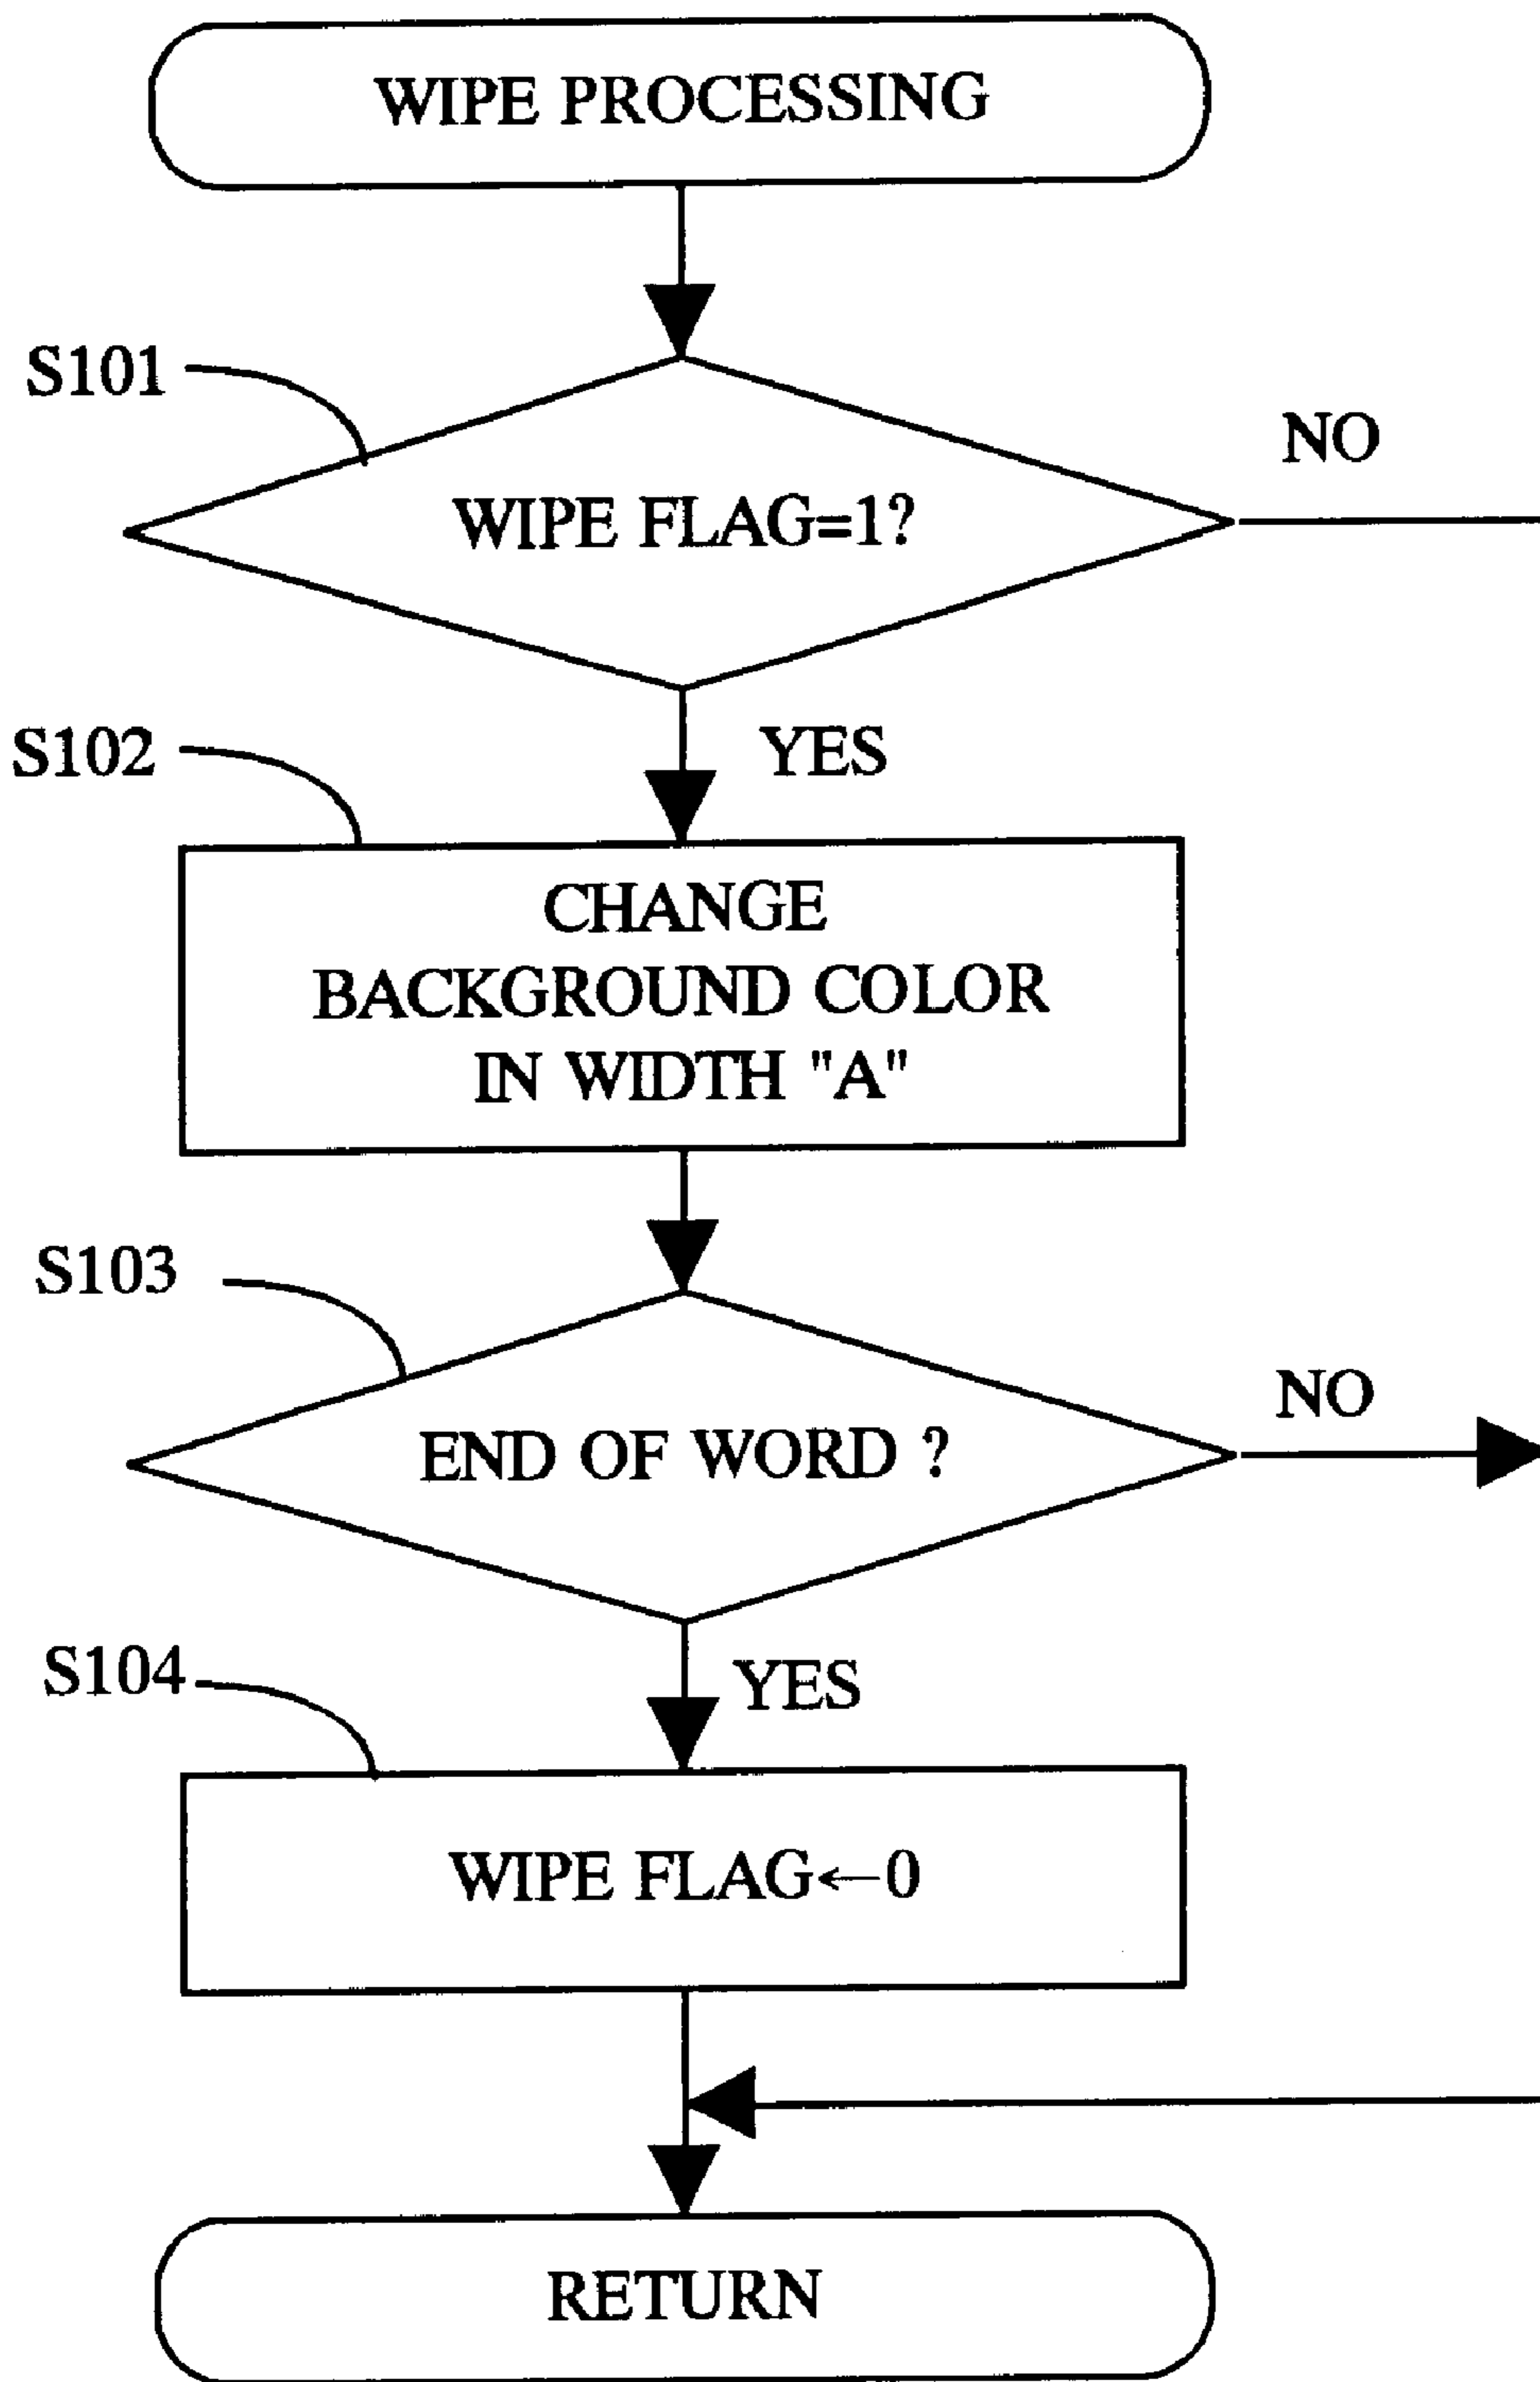 WIPE PROCESSING
S101
NO
WIPE FLAG=1?
S102
YES
CHANGE
BACKGROUND COLOR
IN WIDTH "A"
S103
NO
END OF WORD ?
S104
YES
WIPE FLAG←0
RETURN